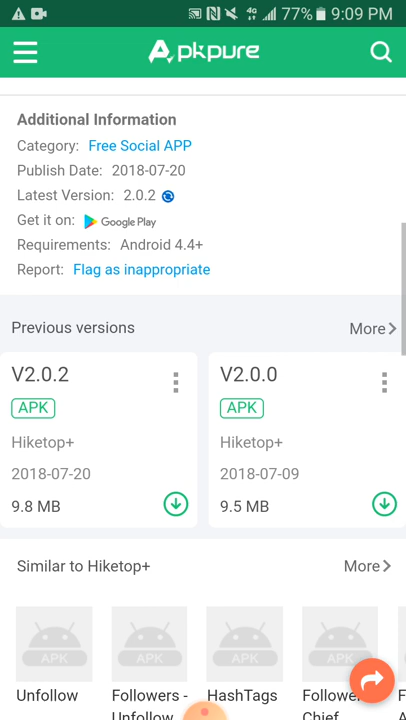 4G 77% 9:09 PM
Apkpure
Additional Information
Category: Free Social APP
Publish Date: 2018-07-20
Latest Version: 2.0.2
Get it on: Google Play
Requirements: Android 4.4+
Report: Flag as inappropriate
Previous versions More
V2.0.2
APK
Hiketop+
2018-07-20
9.8 MB
V2.0.0
APK
Hiketop+
2018-07-09
9.5 MB
Similar to Hiketop+ More
APK APK APK APK
Unfollow
Followers -
Unfollow
HashTags
Chief